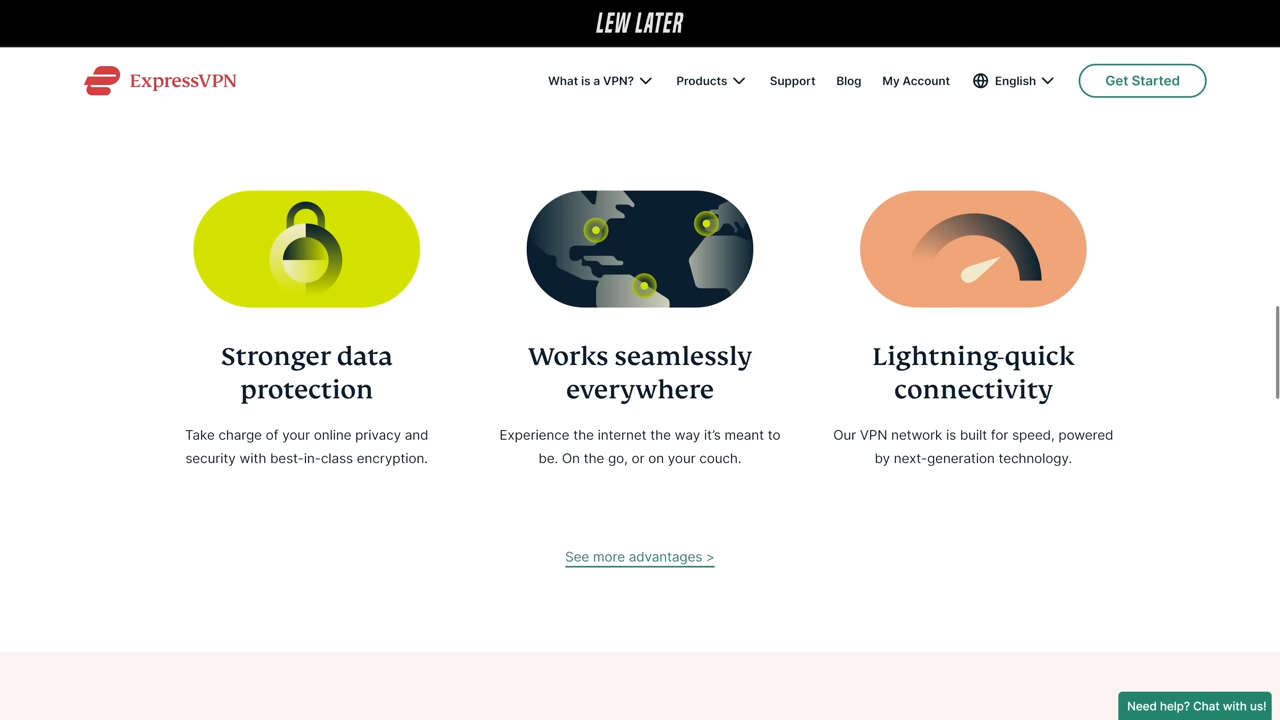 LEW LATER
ExpressVPN
What is a VPN?
Products
Support
Blog
My Account
English
Get Started
Stronger data
protection
Take charge of your online privacy and
security with best-in-class encryption.
Works seamlessly
everywhere
Experience the internet the way it’s meant to
be. On the go, or on your couch.
Lightning-quick
connectivity
Our VPN network is built for speed, powered
by next-generation technology.
See more advantages >
Need help? Chat with us!